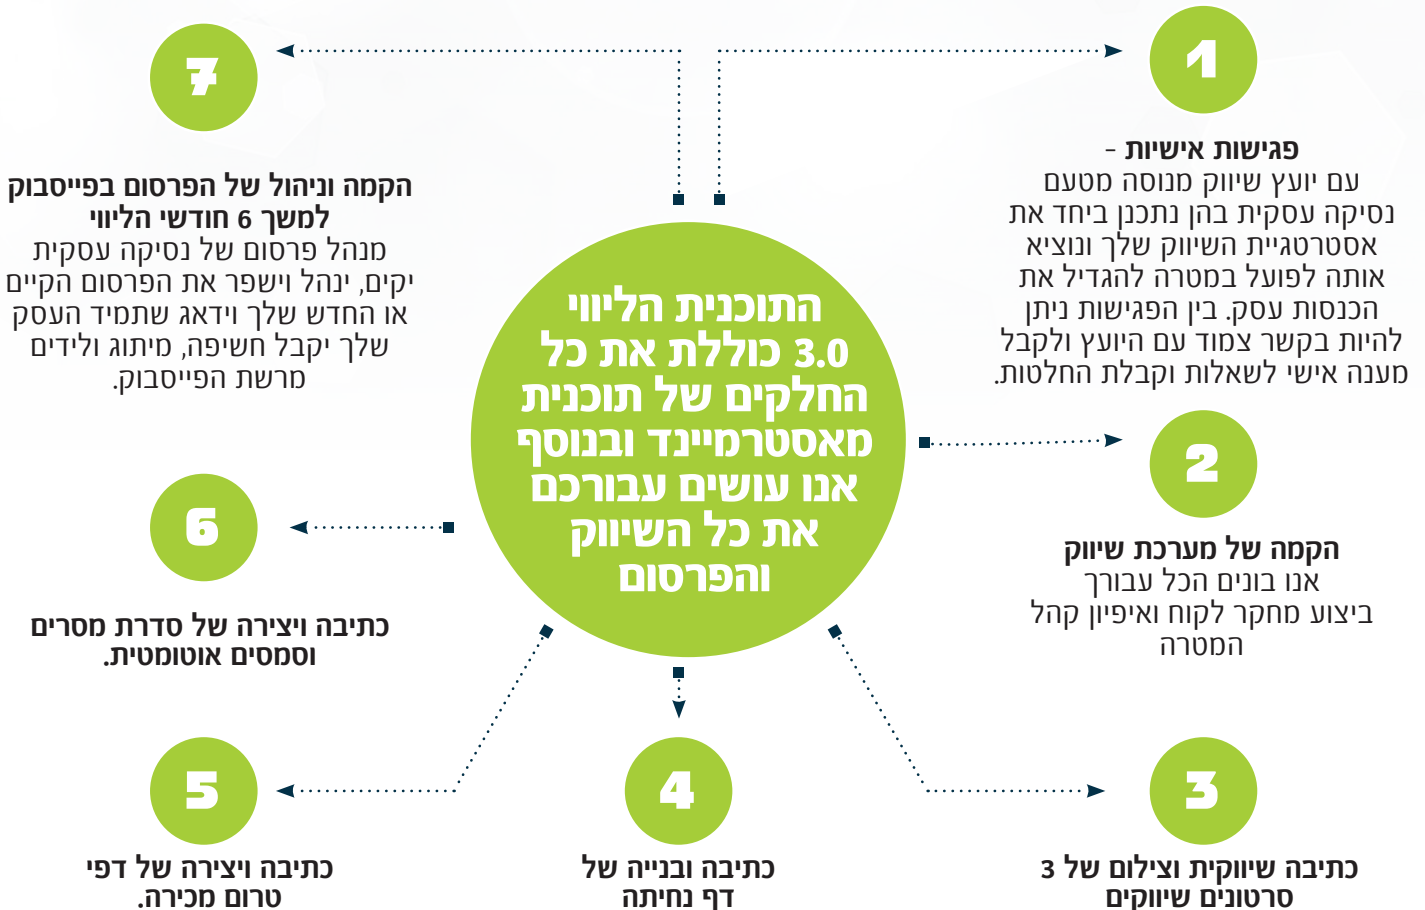 התוכנית הליווי
3.0 כוללת את כל
החלקים של תוכנית
מאסטרמיינד ובנוסף
אנו עושים עבורכם
את כל השיווק
והפרסום
1
פגישות אישיות -
עם יועץ שיווק מנוסה מטעם
נסיקה עסקית בהן נתכנן ביחד את
אסטרטגיית השיווק שלך ונוציא
אותה לפועל במטרה להגדיל את
הכנסות עסק. בין הפגישות ניתן
להיות בקשר צמוד עם היועץ ולקבל
מענה אישי לשאלות וקבלת החלטות.
2
הקמה של מערכת שיווק
אנו בונים הכל עבורך
ביצוע מחקר לקוח ואיפיון קהל
המטרה
3
כתיבה שיווקית וצילום של 3
סרטונים שיווקים
4
כתיבה ובנייה של
דף נחיתה
5
כתיבה ויצירה של דפי
טרום מכירה.
6
כתיבה ויצירה של סדרת מסרים
וסמסים אוטומטית.
7
הקמה וניהול של הפרסום בפייסבוק
למשך 6 חודשי הליווי
מנהל פרסום של נסיקה עסקית
יקים, ינהל וישפר את הפרסום הקיים
או החדש שלך וידאג שתמיד העסק
שלך יקבל חשיפה, מיתוג ולידים
מרשת הפייסבוק.